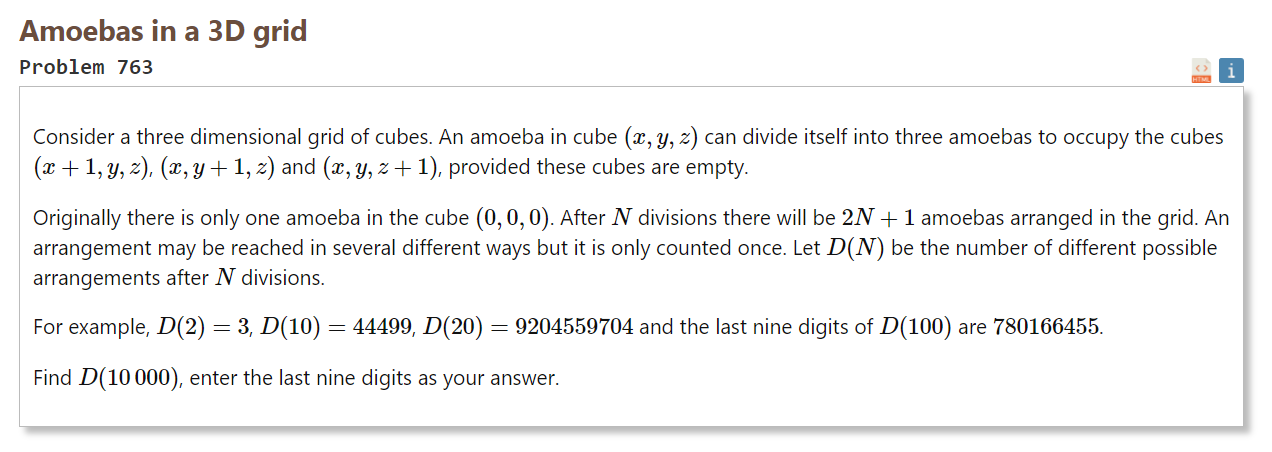 Amoebas in a 3D grid
Problem 763
<> i
HTML
Consider a three dimensional grid of cubes. An amoeba in cube (x, y, z) can divide itself into three amoebas to occupy the cubes
(x + 1, y, z), (x, y + 1, z) and (x, y, z + 1), provided these cubes are empty.
Originally there is only one amoeba in the cube (0, 0, 0). After N divisions there will be 2N + 1 amoebas arranged in the grid. An
arrangement may be reached in several different ways but it is only counted once. Let D(N) be the number of different possible
arrangements after N divisions.
For example, D(2) = 3, D(10) = 44499, D(20) = 9204559704 and the last nine digits of D(100) are 780166455.
Find D(10 000), enter the last nine digits as your answer.